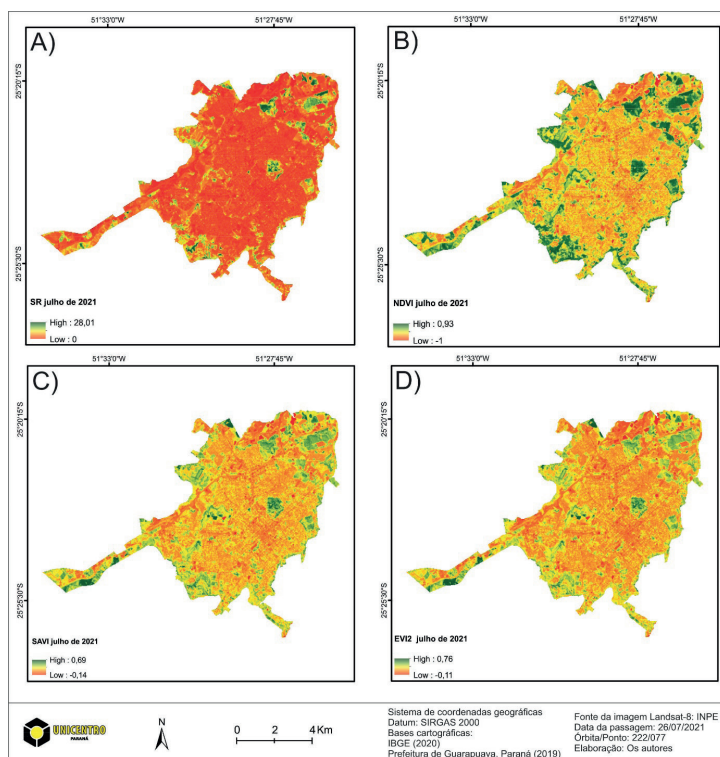 51°33'0"W
51°27'45"W
51°33'0"W
51°27'45"W
A)
B)
25°20'15"S
25°20'15"S
25°25'30"S
25°25'30"S
SR julho de 2021
High : 28,01
Low : 0
NDVI julho de 2021
High : 0,93
Low : -1
51°33'0"W
51°27'45"W
51°33'0"W
51°27'45"W
C)
D)
25°20'15"S
25°20'15"S
25°25'30"S
25°25'30"S
SAVI julho de 2021
High : 0,69
Low : -0,14
EVI2 julho de 2021
High : 0,76
Low : -0,11
UNICENTRO
PARANÁ
N
0 2 4 Km
Sistema de coordenadas geográficas
Datum: SIRGAS 2000
Bases cartográficas:
IBGE (2020)
Prefeitura de Guarapuava, Paraná (2019)
Fonte da imagem Landsat-8: INPE
Data da passagem: 26/07/2021
Órbita/Ponto: 222/077
Elaboração: Os autores